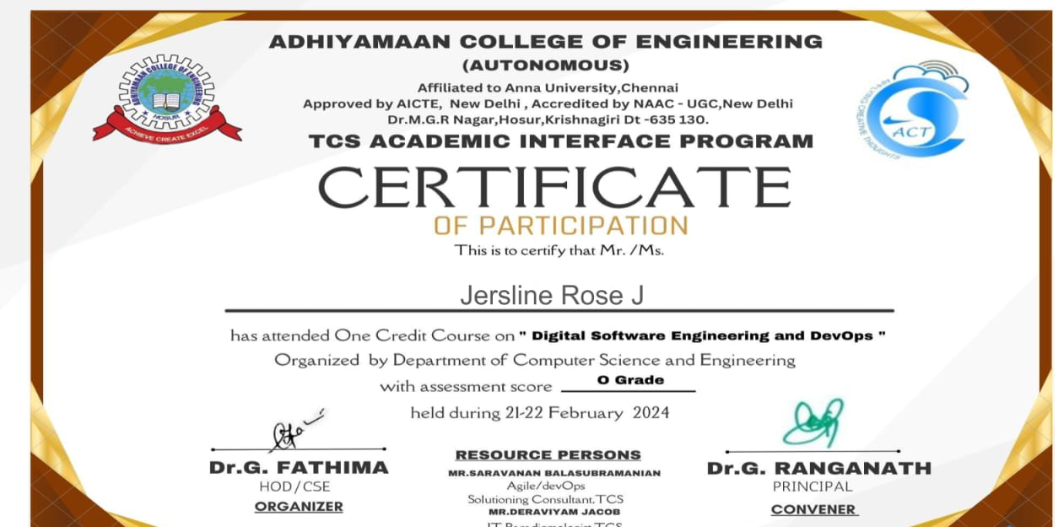 ADHIYAMAAN COLLEGE OF ENGINEERING
(AUTONOMOUS)
Affiliated to Anna University,Chennai
Approved by AICTE, New Delhi , Accredited by NAAC - UGC,New Delhi
Dr.M.G.R Nagar,Hosur,Krishnagiri Dt -635 130.
TCS ACADEMIC INTERFACE PROGRAM
ADHIYAMAAN COLLEGE OF ENGINEERING
HOSUR
ACHIEVE CREATE EXCEL
ACT
CREATIVE THOUGHTS
CERTIFICATE
OF PARTICIPATION
This is to certify that Mr. /Ms.
Jersline Rose J
has attended One Credit Course on " Digital Software Engineering and DevOps "
Organized by Department of Computer Science and Engineering
with assessment score O Grade
held during 21-22 February 2024
Dr.G. FATHIMA
HOD/CSE
ORGANIZER
RESOURCE PERSONS
MR.SARAVANAN BALASUBRAMANIAN
Agile/devOps
Solutioning Consultant,TCS
MR.DERAVIYAM JACOB
Dr.G. RANGANATH
PRINCIPAL
CONVENER